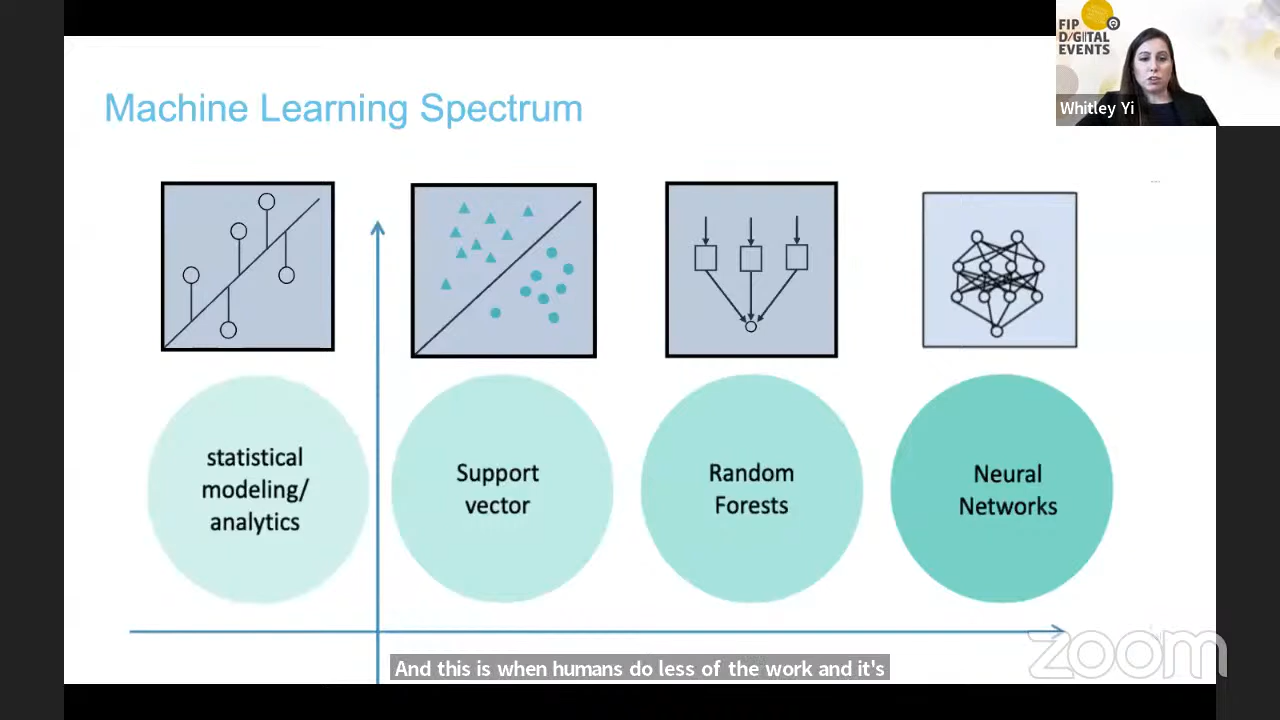 FIP
D/G!TAL
EVENTS
Whitley Yi
Machine Learning Spectrum
statistical
modeling/
analytics
Support
vector
Random
Forests
Neural
Networks
And this is when humans do less of the work and it's
zoom